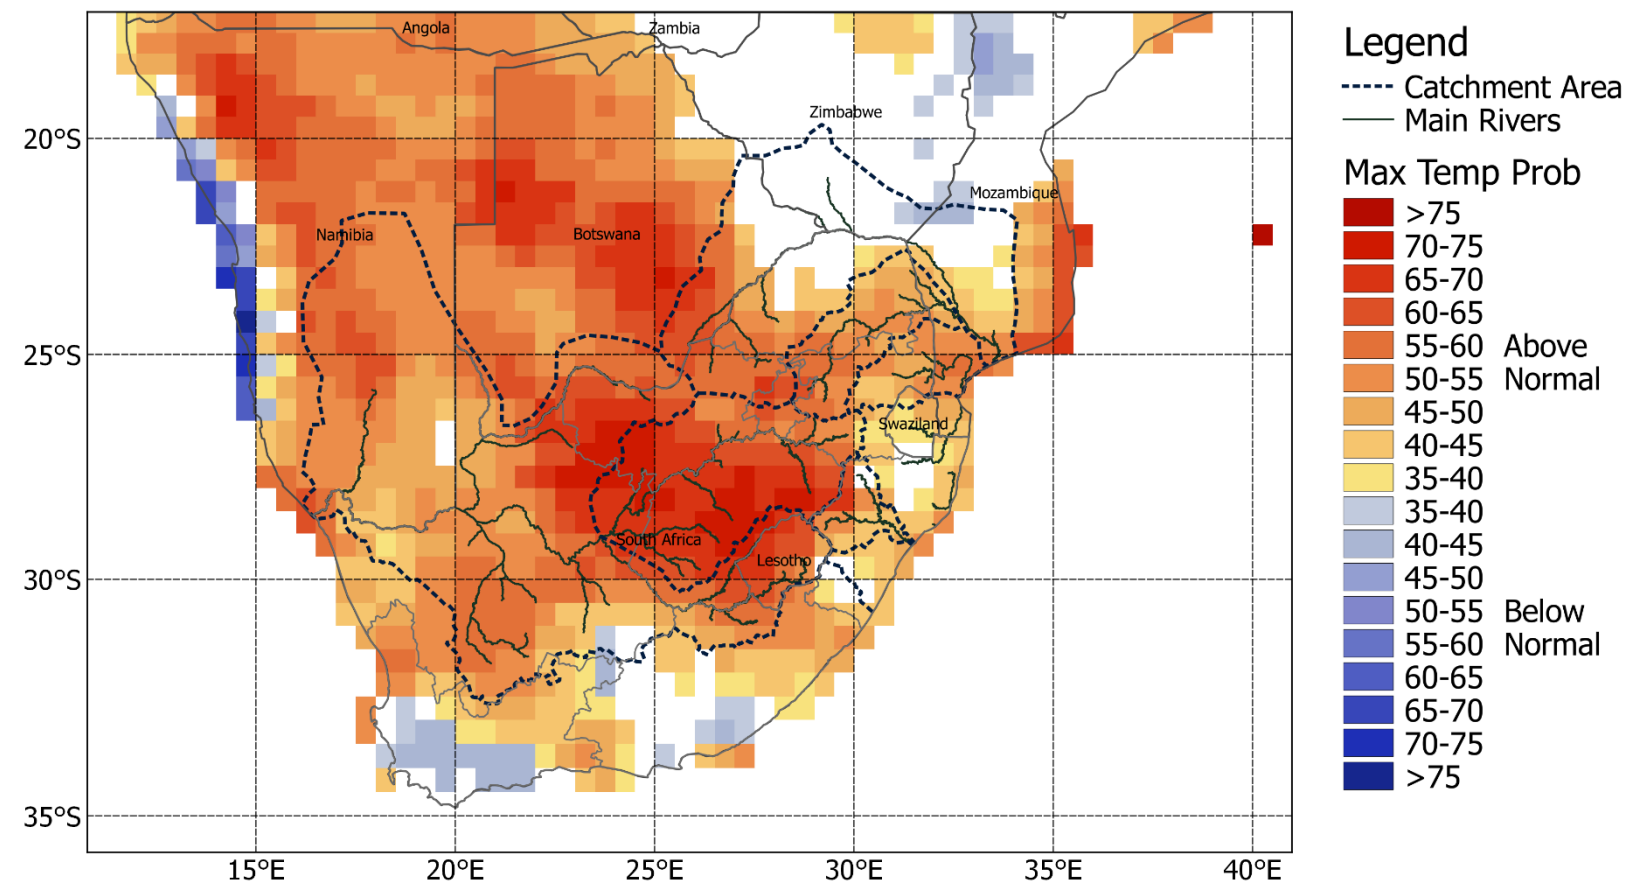 Angola
Zambia
Zimbabwe
Mozambique
Namibia
Botswana
Swaziland
South Africa
Lesotho
20°S
25°S
30°S
35°S
15°E
20°E
25°E
30°E
35°E
40°E
Legend
Catchment Area
Main Rivers
Max Temp Prob
>75
70-75
65-70
60-65
55-60 Above
50-55 Normal
45-50
40-45
35-40
35-40
40-45
45-50
50-55 Below
55-60 Normal
60-65
65-70
70-75
>75